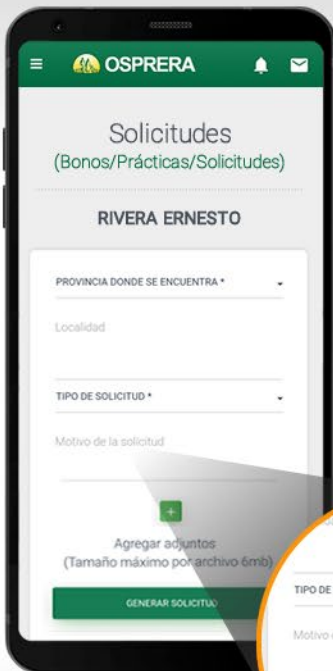 OSPRERA
Solicitudes
(Bonos/Prácticas/Solicitudes)
RIVERA ERNESTO
PROVINCIA DONDE SE ENCUENTRA *
Localidad
TIPO DE SOLICITUD *
Motivo de la solicitud
+
Agregar adjuntos
(Tamaño máximo por archivo 6mb)
GENERAR SOLICITUD
TIPO DE
Motivo